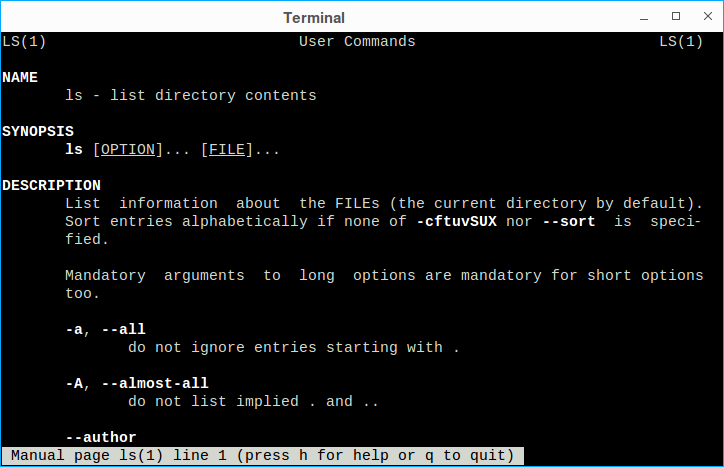 Terminal
LS(1) User Commands LS(1)
NAME
ls - list directory contents
SYNOPSIS
ls [OPTION]... [FILE]...
DESCRIPTION
List information about the FILEs (the current directory by default).
Sort entries alphabetically if none of -cftuvSUX nor --sort is speci-
fied.
Mandatory arguments to long options are mandatory for short options
too.
-a, --all
do not ignore entries starting with .
-A, --almost-all
do not list implied . and ..
--author
Manual page ls(1) line 1 (press h for help or q to quit)